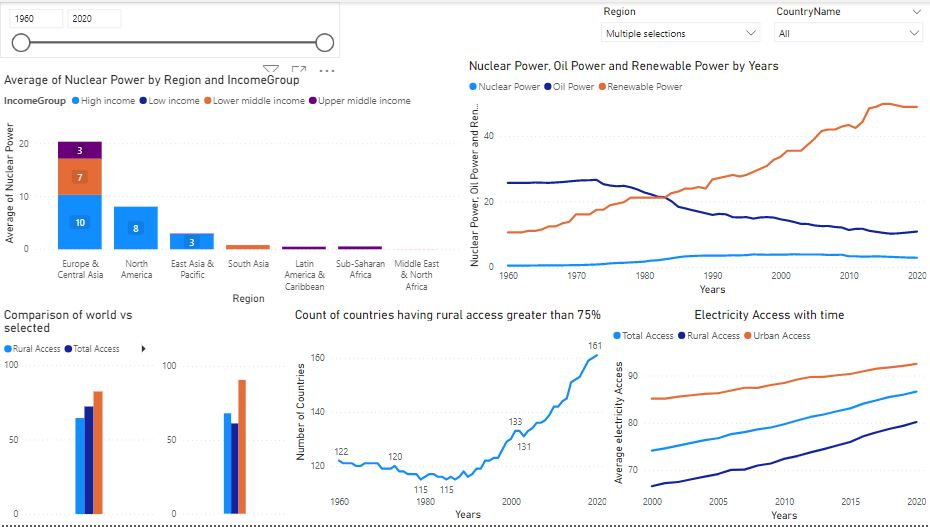 1960 2020
Region
Multiple selections
CountryName
All
Average of Nuclear Power by Region and IncomeGroup
IncomeGroup High income Low income Lower middle income Upper middle income
Average of Nuclear Power
20
10
0
3
7
10
8
3
Europe &
Central Asia
North
America
East Asia &
Pacific
South Asia
Latin
America &
Caribbean
Sub-Saharan
Africa
Middle East
& North
Africa
Region
Nuclear Power, Oil Power and Renewable Power by Years
Nuclear Power Oil Power Renewable Power
Nuclear Power, Oil Power and Ren...
40
20
0
1960 1970 1980 1990 2000 2010 2020
Years
Comparison of world vs
selected
Rural Access Total Access
100
50
0
100
50
0
Count of countries having rural access greater than 75%
Number of Countries
160
140
120
122
120
115
115
133
131
161
1960 1980 2000 2020
Years
Electricity Access with time
Total Access Rural Access Urban Access
Average electricity Access
90
80
70
2000 2005 2010 2015 2020
Years